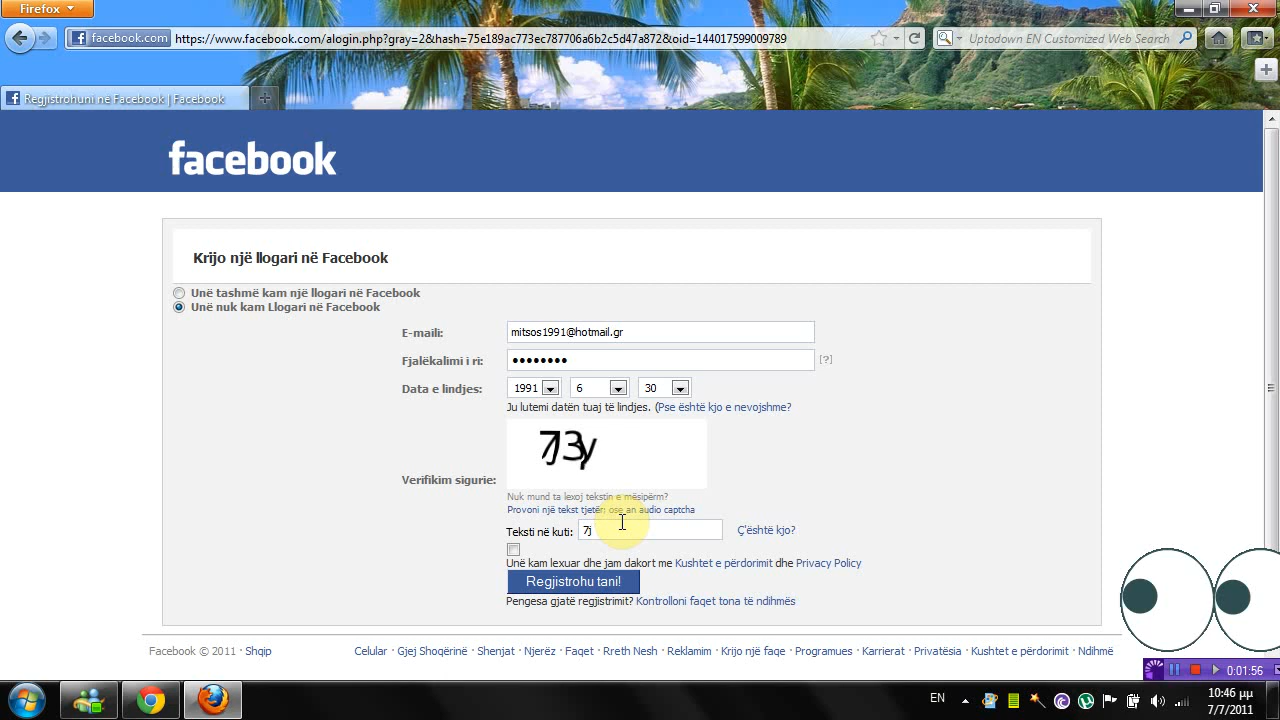 Firefox
facebook.com https://www.facebook.com/alogin.php?gray=2&hash=75e189ac773ec787706a6b2c5d47a872&oid=144017599009789
Uptodown EN Customized Web Search
Regjistrohuni në Facebook | Facebook
facebook
Krijo një llogari në Facebook
Unë tashmë kam një llogari në Facebook
Unë nuk kam Llogari në Facebook
E-maili: mitsos1991@hotmail.gr
Fjalëkalimi i ri: •••••••• [?]
Data e lindjes: 1991 6 30
Ju lutemi datën tuaj të lindjes. (Pse është kjo e nevojshme?
7j3y
Verifikim sigurie:
Nuk mund ta lexoj tekstin e mësipërm?
Provoni një tekst tjetër; ose an audio captcha
Teksti në kuti: 7j Ç'është kjo?
Unë kam lexuar dhe jam dakort me Kushtet e përdorimit dhe Privacy Policy
Regjistrohu tani!
Pengesa gjatë regjistrimit? Kontrolloni faqet tona të ndihmës
Facebook © 2011 · Shqip
Celular · Gjej Shoqërinë · Shenjat · Njerëz · Faqet · Rreth Nesh · Reklamim · Krijo një faqe · Programues · Karrierat · Privatësia · Kushtet e përdorimit · Ndihmë
0:01:56
EN
10:46 μμ
7/7/2011